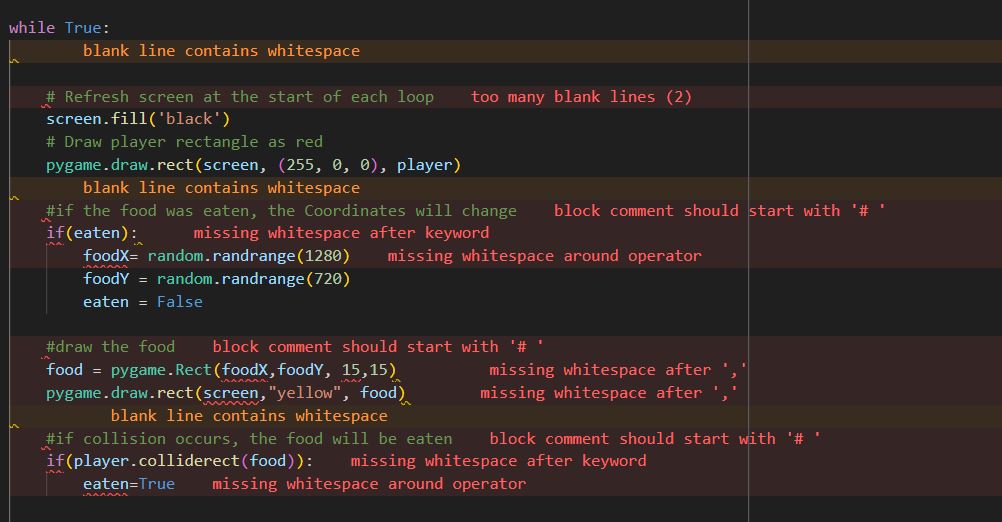 while True:
blank line contains whitespace
# Refresh screen at the start of each loop    too many blank lines (2)
screen.fill('black')
# Draw player rectangle as red
pygame.draw.rect(screen, (255, 0, 0), player)
blank line contains whitespace
#if the food was eaten, the Coordinates will change    block comment should start with '# '
if(eaten):    missing whitespace after keyword
foodX= random.randrange(1280)    missing whitespace around operator
foodY = random.randrange(720)
eaten = False
#draw the food    block comment should start with '# '
food = pygame.Rect(foodX,foodY, 15,15)    missing whitespace after ','
pygame.draw.rect(screen,"yellow", food)    missing whitespace after ','
blank line contains whitespace
#if collision occurs, the food will be eaten    block comment should start with '# '
if(player.colliderect(food)):    missing whitespace after keyword
eaten=True    missing whitespace around operator